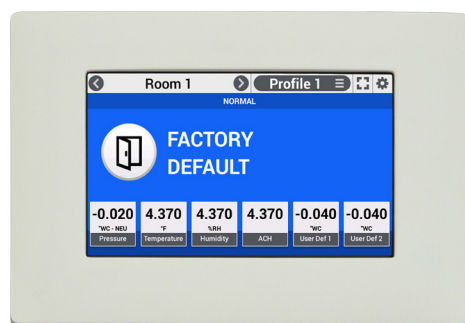 Room 1
Profile 1
NORMAL
FACTORY
DEFAULT
-0.020 4.370 4.370 4.370 -0.040 -0.040
"WC - NEU °F %RH "WC "WC
Pressure Temperature Humidity ACH User Def 1 User Def 2